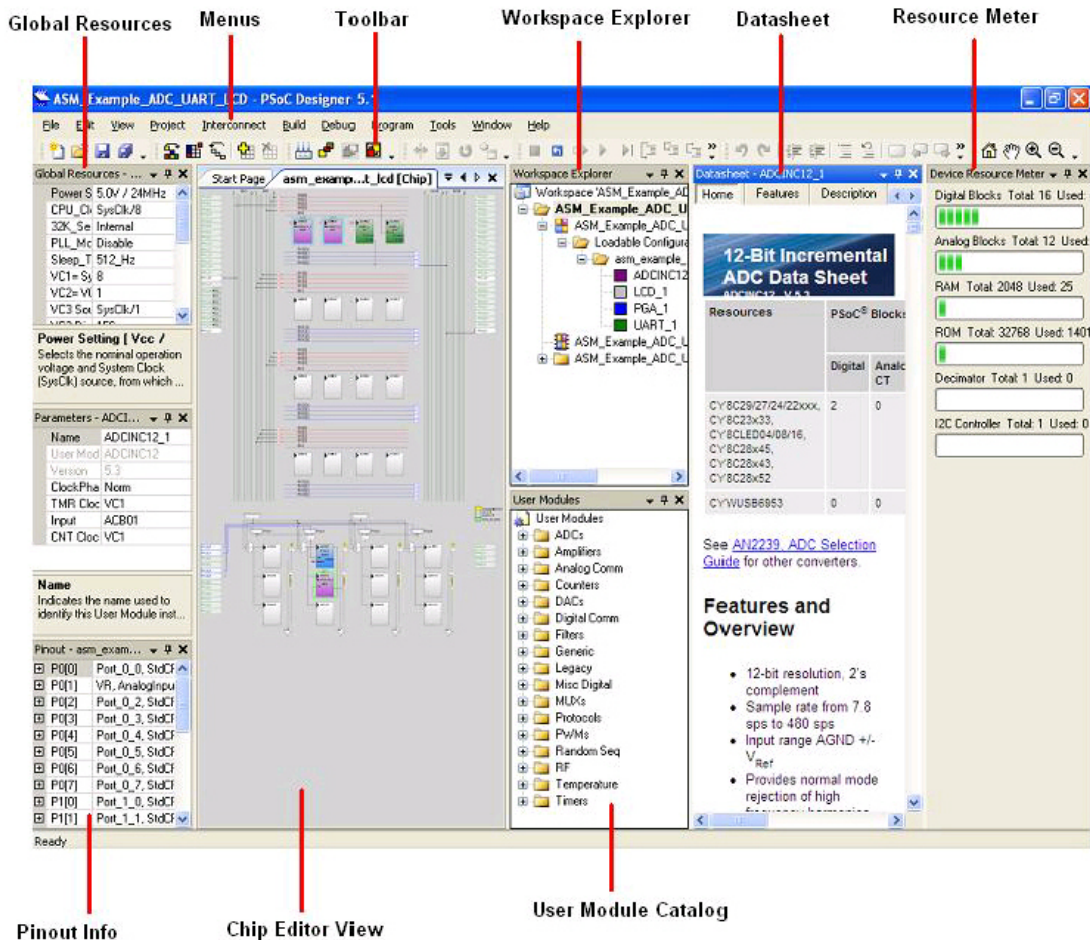 Global Resources
Menus
Toolbar
Workspace Explorer
Datasheet
Resource Meter
ASM_Example_ADC_UART_LCD - PSoC Designer 5.1
File Edit View Project Interconnect Build Debug Program Tools Window Help
Global Resources - ...
Power S 5.0V / 24MHz
CPU_Cl SysClk/8
32K_Se Internal
PLL_Mc Disable
Sleep_T 512_Hz
VC1= Sy 8
VC2= V( 1
VC3 Sou SysClk/1
Power Setting [ Vcc /
Selects the nominal operation
voltage and System Clock
(SysClk) source, from which ...
Parameters - ADCI...
Name ADCINC12_1
User Mod ADCINC12
Version 5.3
ClockPha Norm
TMR Cloc VC1
Input ACB01
CNT Cloc VC1
Name
Indicates the name used to
identify this User Module inst...
Pinout - asm_exam...
P0[0] Port_0_0, StdCF
P0[1] VR, AnalogInpu
P0[2] Port_0_2, StdCF
P0[3] Port_0_3, StdCF
P0[4] Port_0_4, StdCF
P0[5] Port_0_5, StdCF
P0[6] Port_0_6, StdCF
P0[7] Port_0_7, StdCF
P1[0] Port_1_0, StdCF
P1[1] Port_1_1, StdCF
Ready
Start Page
asm_examp...t_lcd [Chip]
Workspace Explorer
Workspace 'ASM_Example_AD
ASM_Example_ADC_U
ASM_Example_ADC_U
Loadable Configura
asm_example_
ADCINC12
LCD_1
PGA_1
UART_1
ASM_Example_ADC_U
ASM_Example_ADC_U
User Modules
User Modules
ADCs
Amplifiers
Analog Comm
Counters
DACs
Digital Comm
Filters
Generic
Legacy
Misc Digital
MUXs
Protocols
PWMs
Random Seq
RF
Temperature
Timers
Datasheet - ADCINC12_1
Home Features Description
12-Bit Incremental
ADC Data Sheet
ADCINC12 V 5.3
Resources PSoC® Blocks
Digital Analc
CT
CY8C29/27/24/22xxx, 2 0
CY8C23x33,
CY8CLED04/08/16,
CY8C28x45,
CY8C28x43,
CY8C28x52
CYWUSB6953 0 0
See AN2239, ADC Selection
Guide for other converters.
Features and
Overview
• 12-bit resolution, 2's
complement
• Sample rate from 7.8
sps to 480 sps
• Input range AGND +/-
VRef
• Provides normal mode
rejection of high
frequency harmonics
Device Resource Meter
Digital Blocks Total: 16 Used:
Analog Blocks Total: 12 Used:
RAM Total: 2048 Used: 25
ROM Total: 32768 Used: 1401
Decimator Total: 1 Used: 0
I2C Controller Total: 1 Used: 0
Pinout Info
Chip Editor View
User Module Catalog